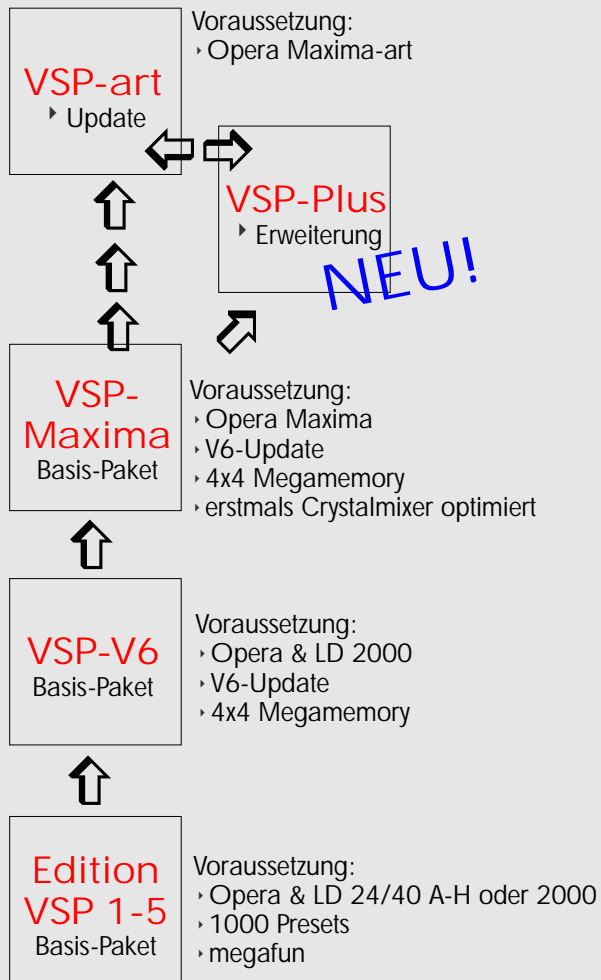 VSP-art
Update
Voraussetzung:
Opera Maxima-art
VSP-Plus
Erweiterung
NEU!
VSP-
Maxima
Basis-Paket
Voraussetzung:
Opera Maxima
V6-Update
4x4 Megamemory
erstmals Crystalmixer optimiert
VSP-V6
Basis-Paket
Voraussetzung:
Opera & LD 2000
V6-Update
4x4 Megamemory
Edition
VSP 1-5
Basis-Paket
Voraussetzung:
Opera & LD 24/40 A-H oder 2000
1000 Presets
megafun